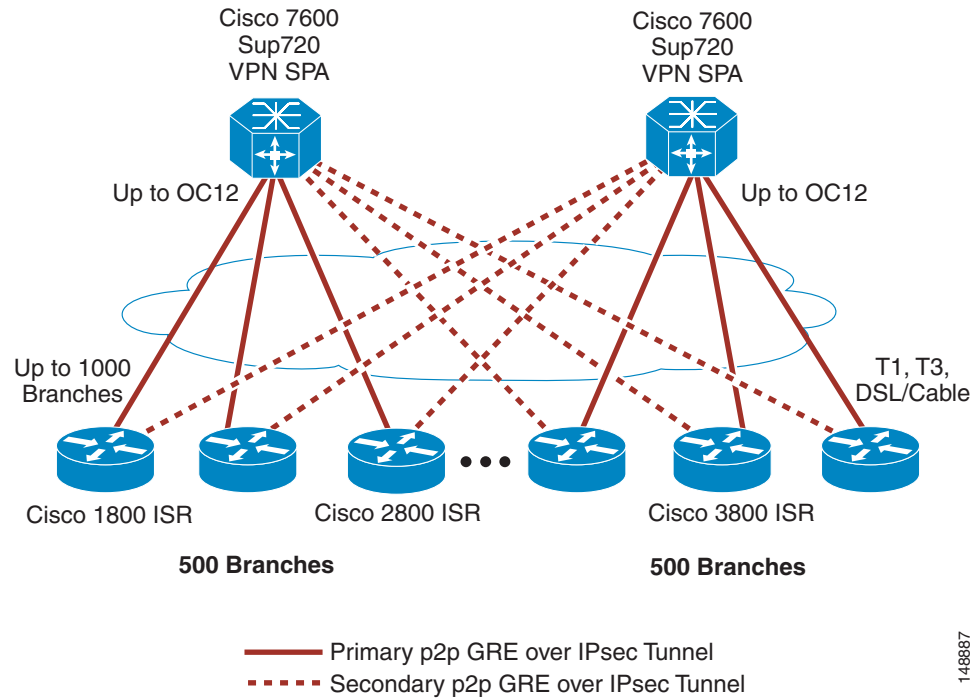 Cisco 7600
Sup720
VPN SPA
Cisco 7600
Sup720
VPN SPA
Up to OC12
Up to OC12
Up to 1000
Branches
T1, T3,
DSL/Cable
Cisco 1800 ISR
Cisco 2800 ISR
Cisco 3800 ISR
500 Branches
500 Branches
Primary p2p GRE over IPsec Tunnel
Secondary p2p GRE over IPsec Tunnel
148887